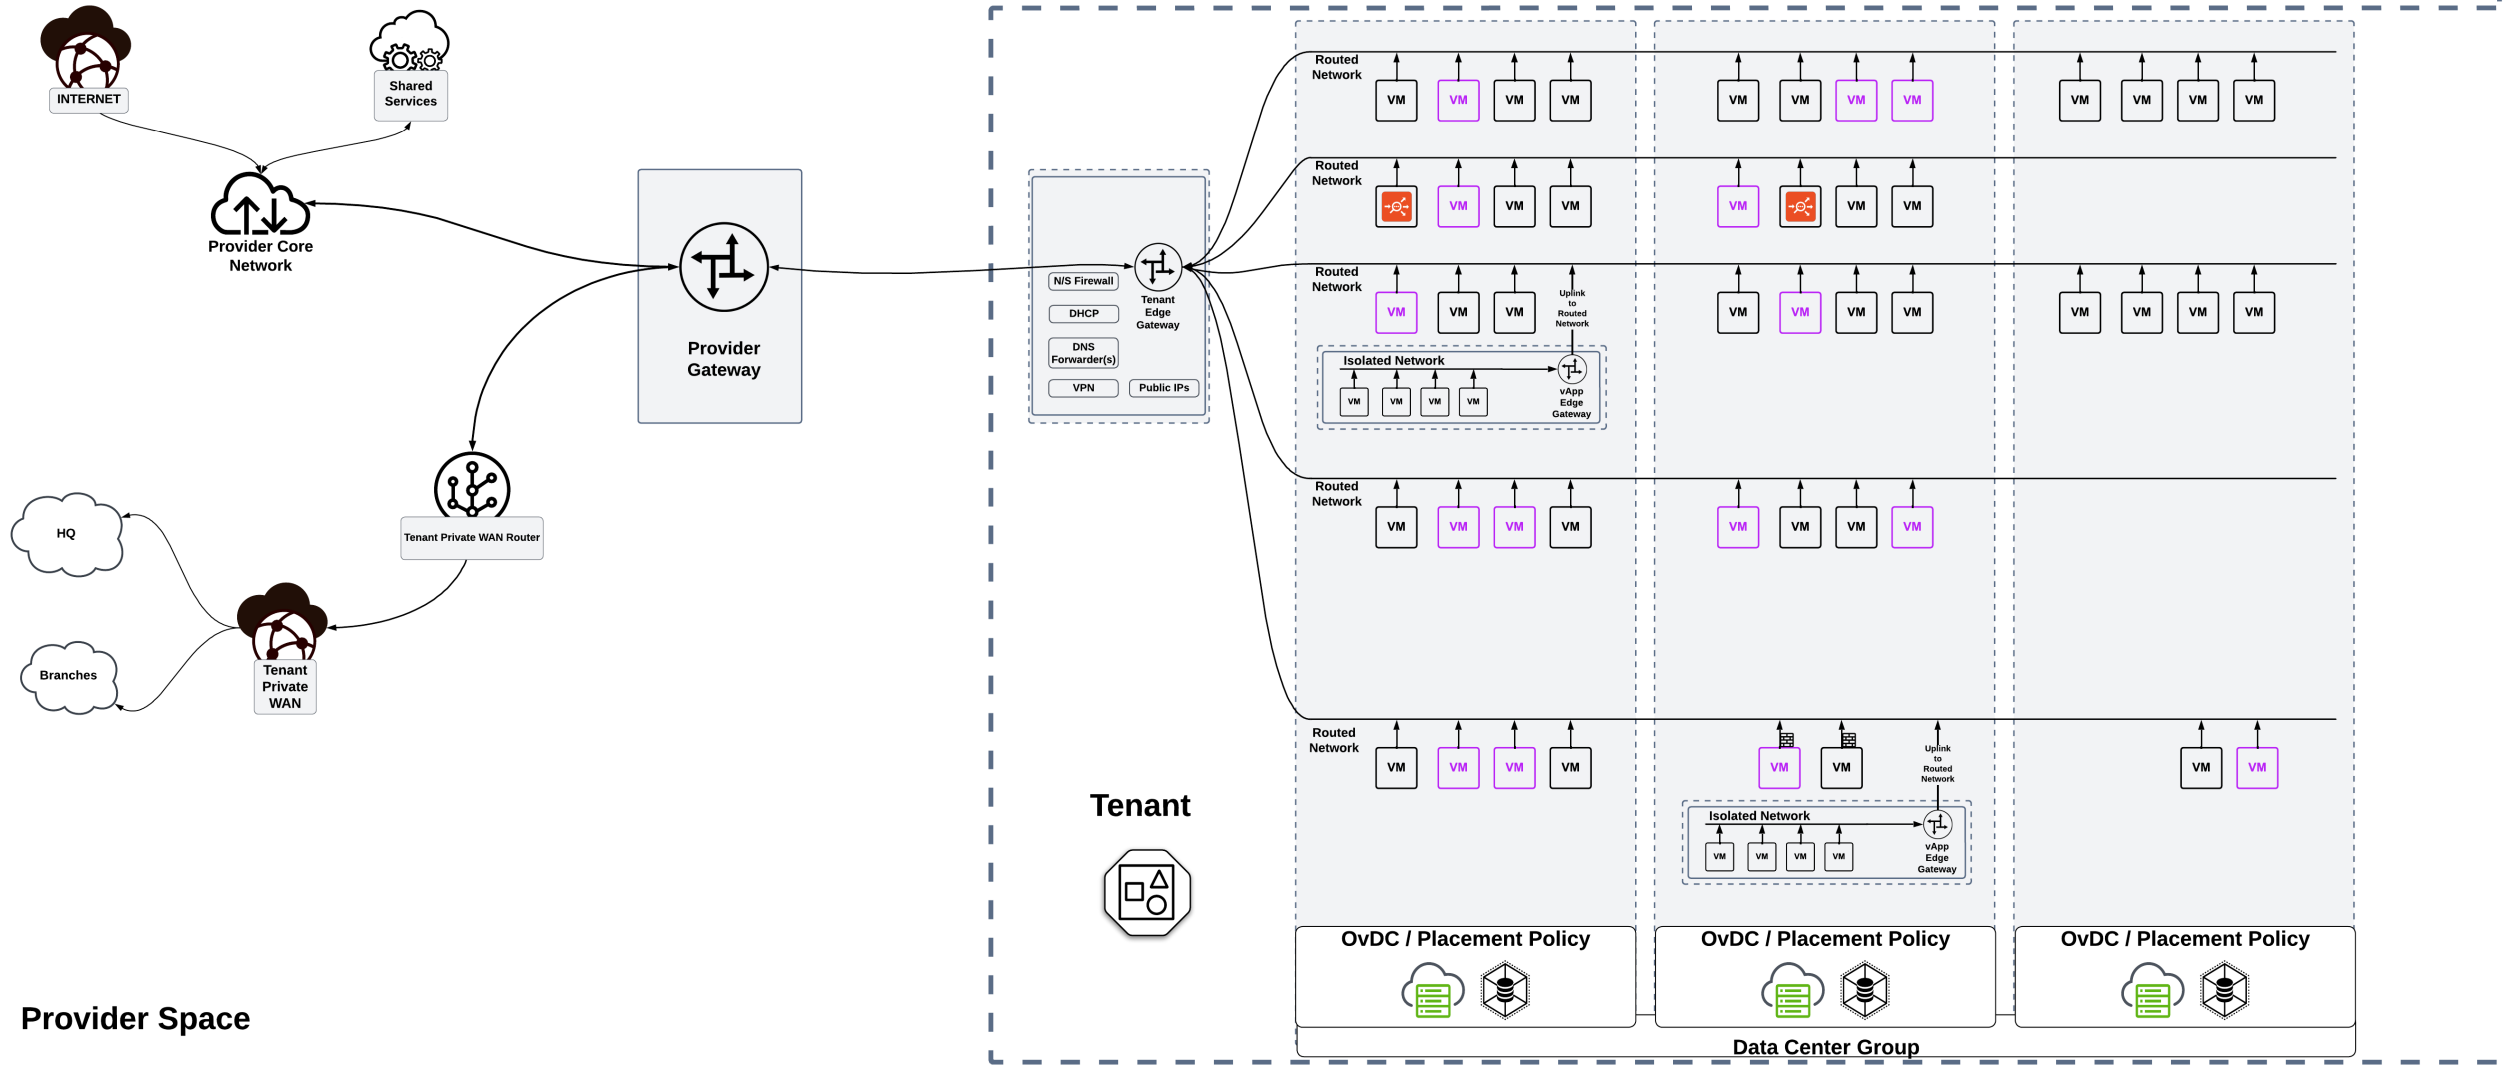 INTERNET
Shared
Services
Provider Core
Network
Provider
Gateway
Tenant Private WAN Router
HQ
Branches
Tenant
Private
WAN
Provider Space
N/S Firewall
DHCP
DNS
Forwarder(s)
VPN
Public IPs
Tenant
Edge
Gateway
Tenant
Routed
Network
VM VM VM VM VM VM VM VM VM VM VM VM
Routed
Network
VM VM VM VM VM VM
Routed
Network
VM VM VM
Uplink
to
Routed
Network
VM VM VM VM VM VM VM VM
Isolated Network
VM VM VM VM
vApp
Edge
Gateway
Routed
Network
VM VM VM VM VM VM VM VM
Routed
Network
VM VM VM VM VM VM
Uplink
to
Routed
Network
VM VM
Isolated Network
VM VM VM VM
vApp
Edge
Gateway
OvDC / Placement Policy
OvDC / Placement Policy
OvDC / Placement Policy
Data Center Group